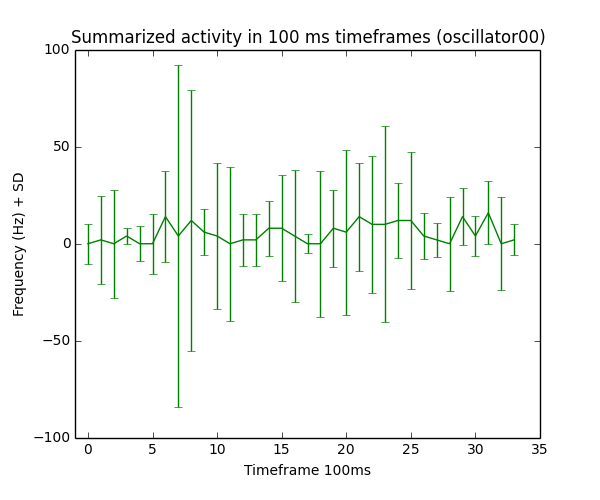 Summarized activity in 100 ms timeframes (oscillator00)
100
50
0
−50
−100
Frequency (Hz) + SD
0 5 10 15 20 25 30 35
Timeframe 100ms